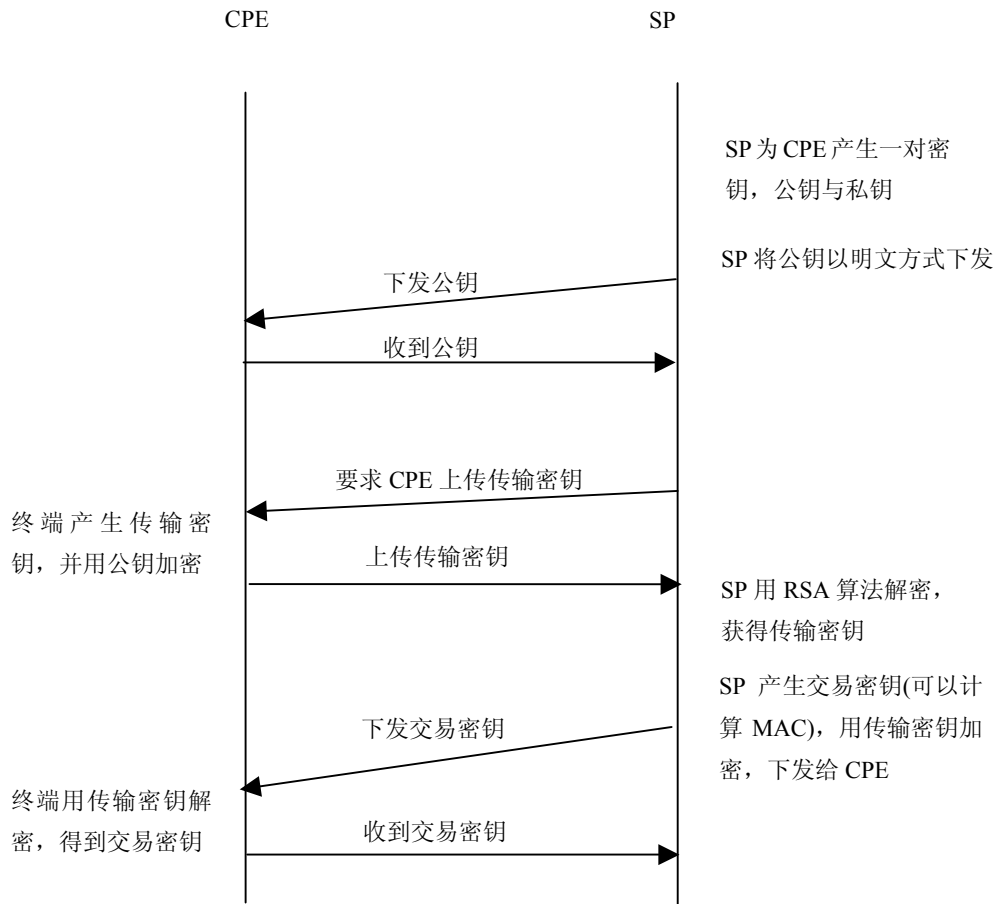 CPE
SP
SP 为 CPE 产生一对密
钥，公钥与私钥
SP 将公钥以明文方式下发
下发公钥
收到公钥
要求 CPE 上传传输密钥
终端产生传输密
钥，并用公钥加密
上传传输密钥
SP 用 RSA 算法解密，
获得传输密钥
SP 产生交易密钥(可以计
算 MAC)，用传输密钥加
密，下发给 CPE
下发交易密钥
终端用传输密钥解
密，得到交易密钥
收到交易密钥